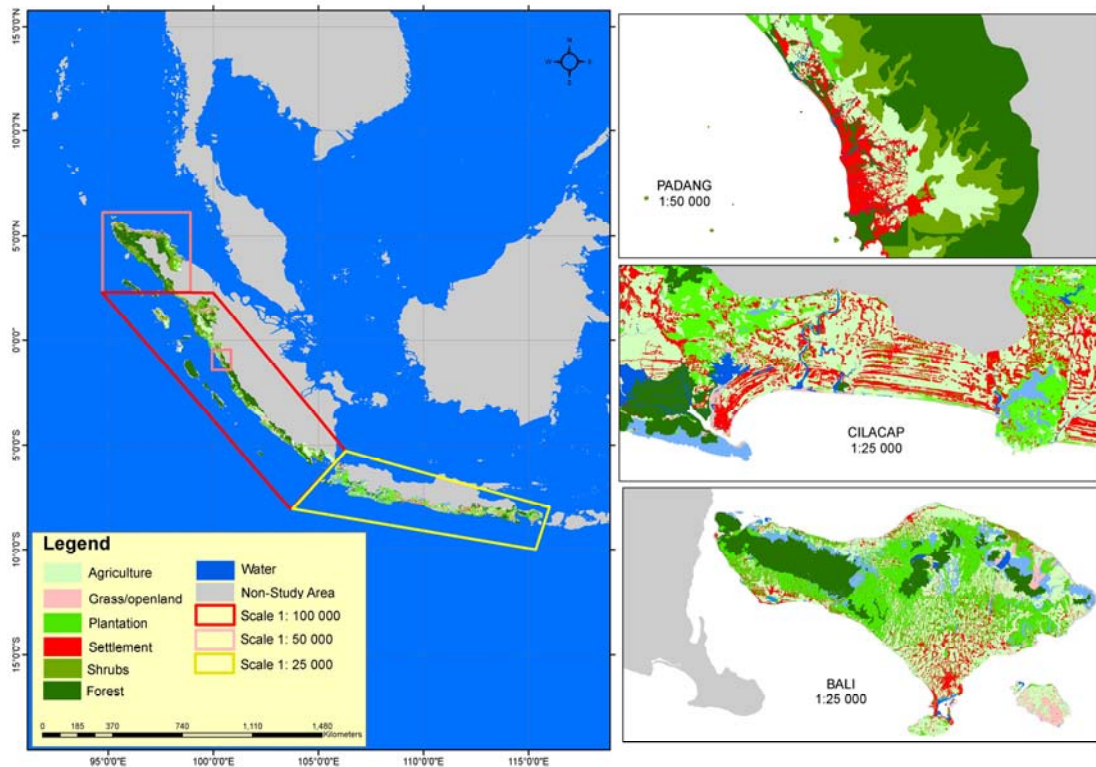 15°0'0"N
10°0'0"N
5°0'0"N
0°0'0"
5°0'0"S
10°0'0"S
15°0'0"S
N
W
E
S
Legend
Agriculture
Grass/openland
Plantation
Settlement
Shrubs
Forest
Water
Non-Study Area
Scale 1: 100 000
Scale 1: 50 000
Scale 1: 25 000
0 185 370 740 1,110 1,480
Kilometers
95°0'0"E 100°0'0"E 105°0'0"E 110°0'0"E 115°0'0"E
PADANG
1:50 000
CILACAP
1:25 000
BALI
1:25 000